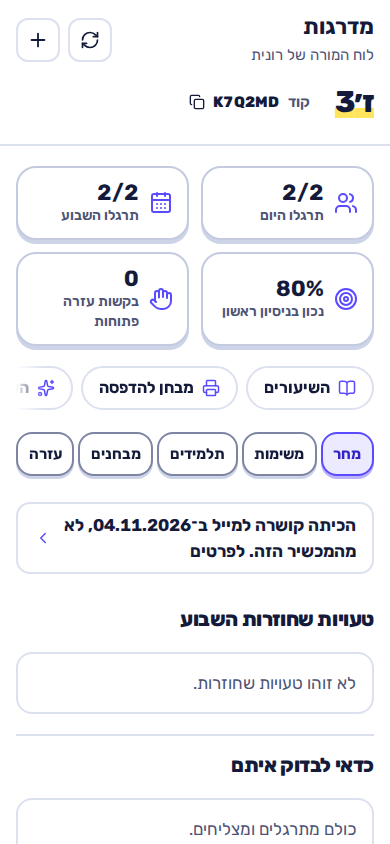 מדרגות
לוח המורה של רונית
ז׳3
קוד K7Q2MD
2/2
תרגלו היום
2/2
תרגלו השבוע
80%
נכון בניסיון ראשון
0
בקשות עזרה
פתוחות
השיעורים
מבחן להדפסה
מחר
משימות
תלמידים
מבחנים
עזרה
הכיתה קושרה למייל ב־04.11.2026, לא
מהמכשיר הזה. לפרטים
טעויות שחוזרות השבוע
לא זוהו טעויות שחוזרות.
כדאי לבדוק איתם
כולם מתרגלים ומצליחים.